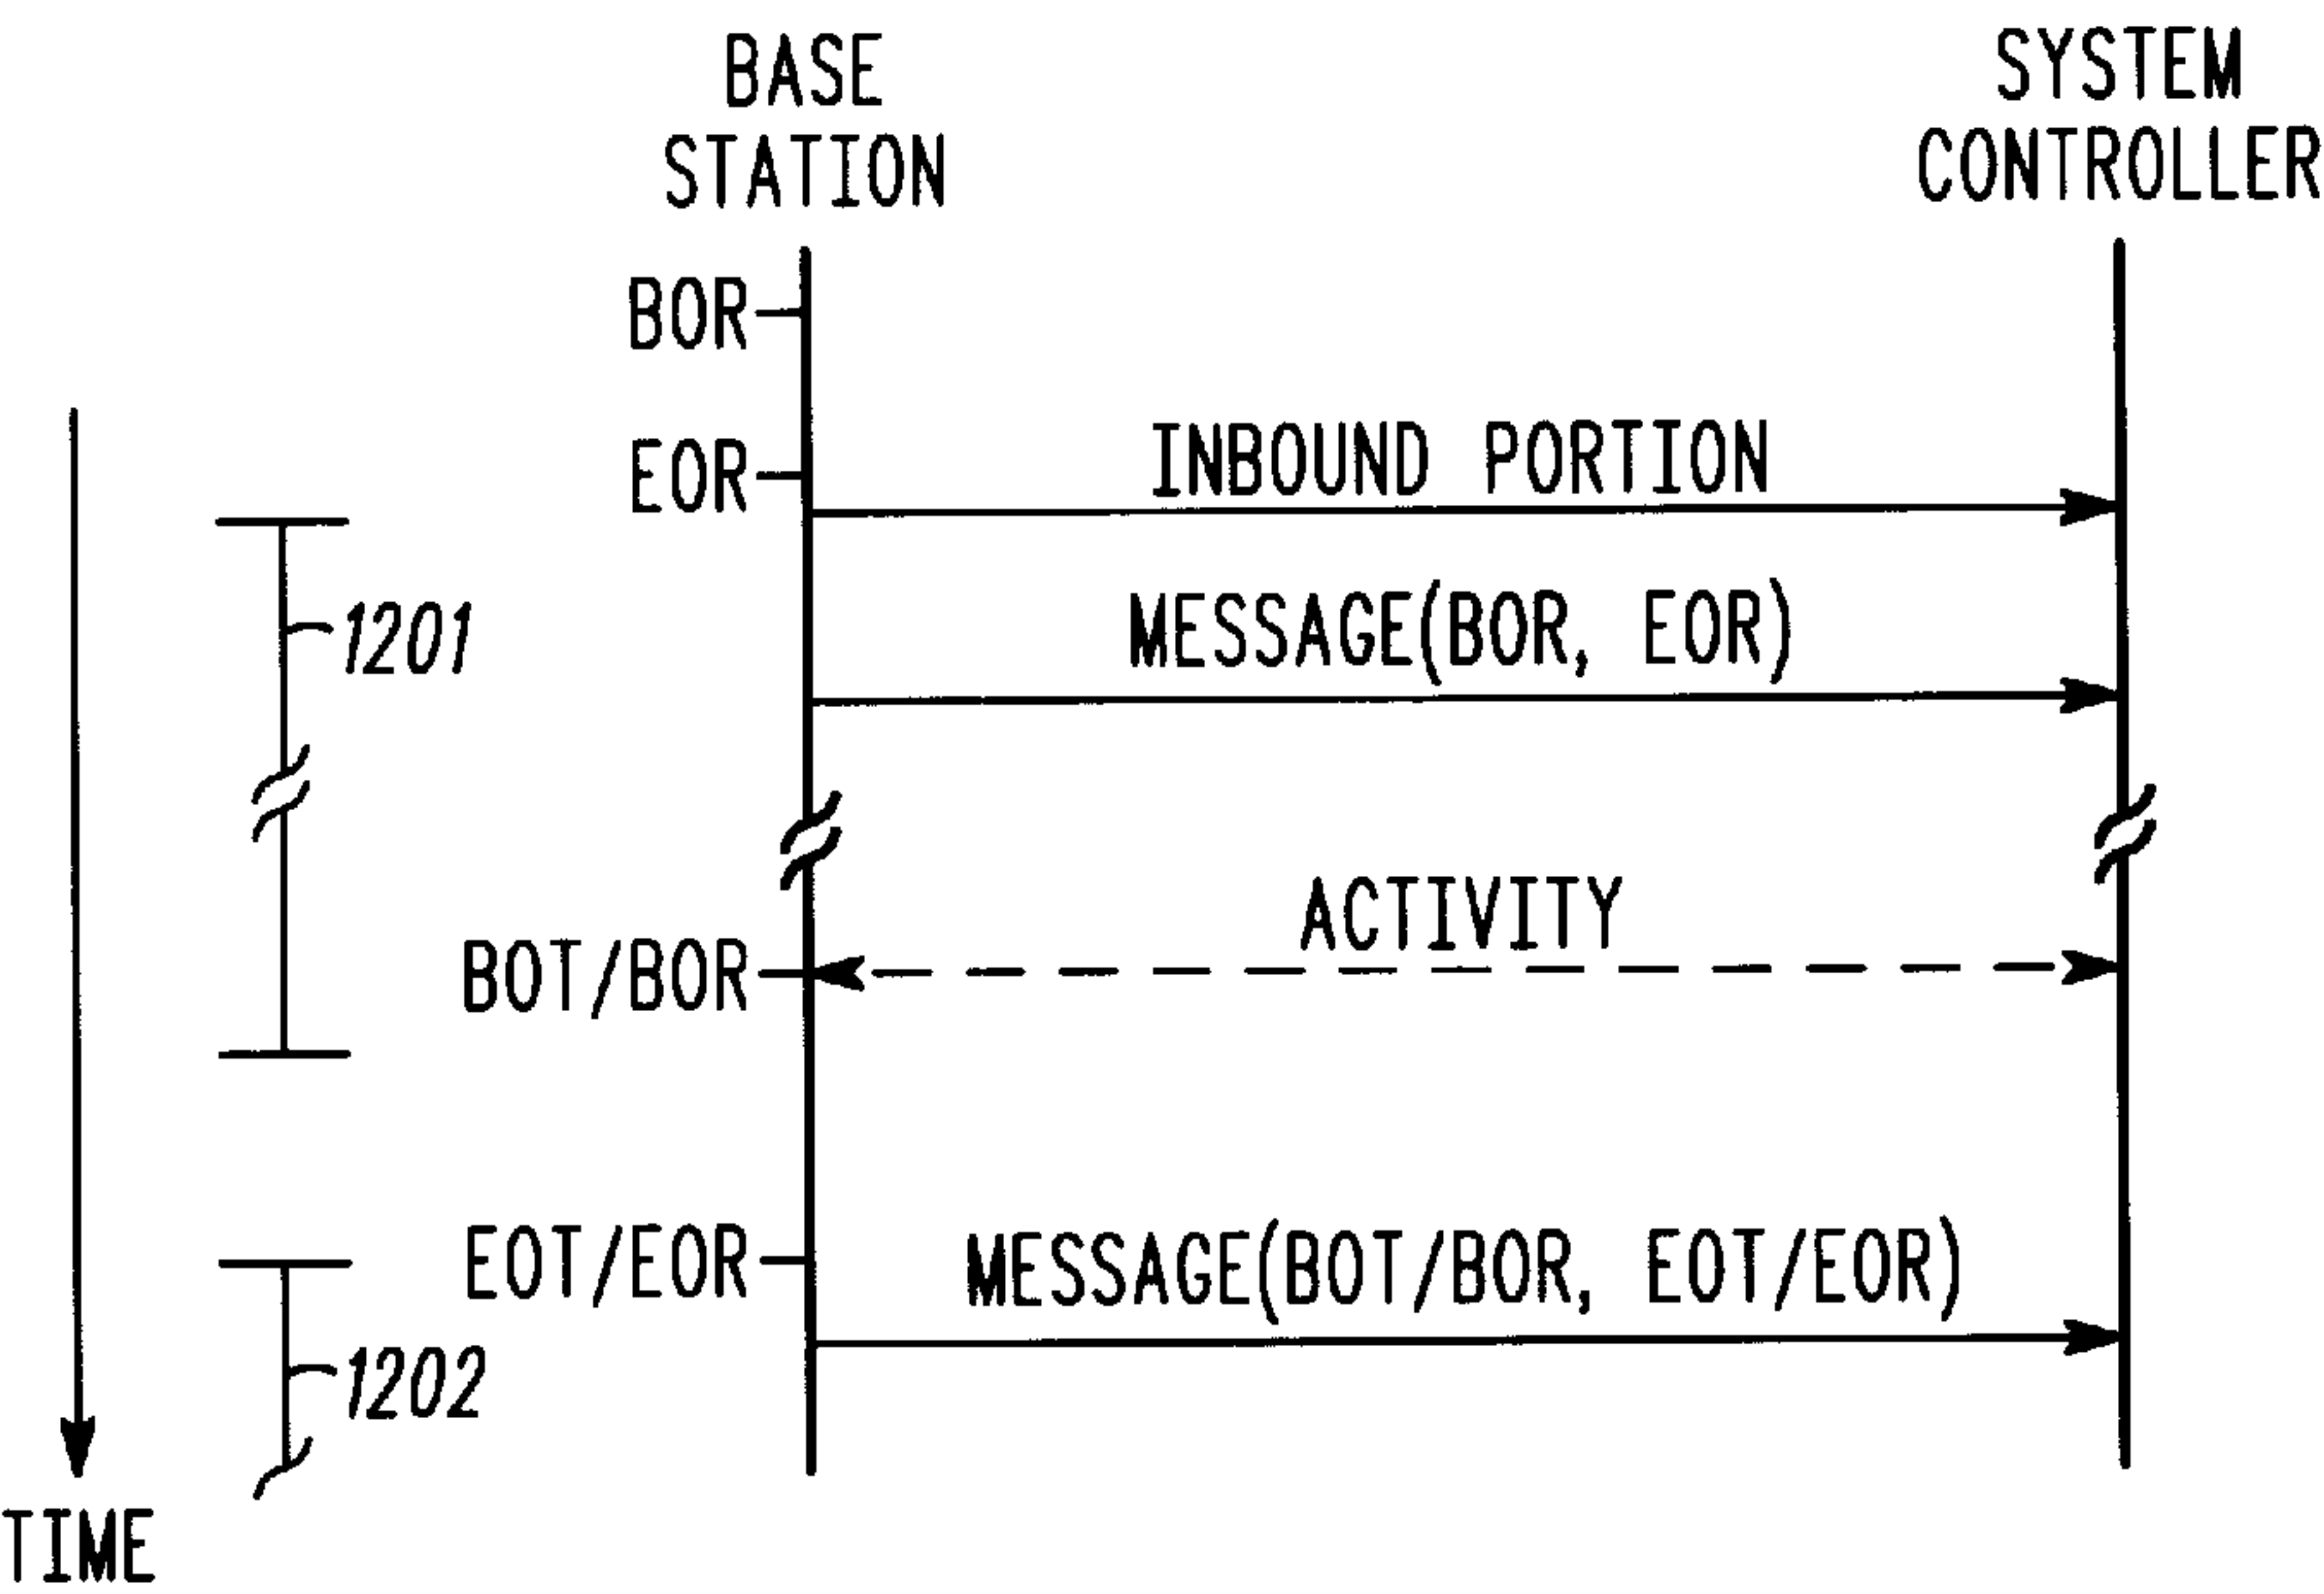 BASE
STATION
SYSTEM
CONTROLLER
BOR
EOR
INBOUND PORTION
1201
MESSAGE(BOR, EOR)
ACTIVITY
BOT/BOR
EOT/EOR
MESSAGE(BOT/BOR, EOT/EOR)
1202
TIME